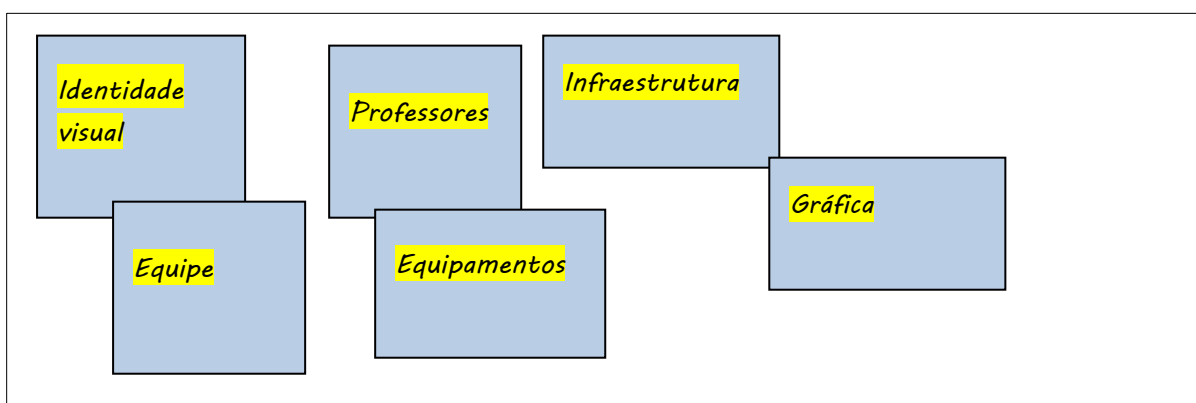 Identidade
visual
Professores
Infraestrutura
Gráfica
Equipe
Equipamentos